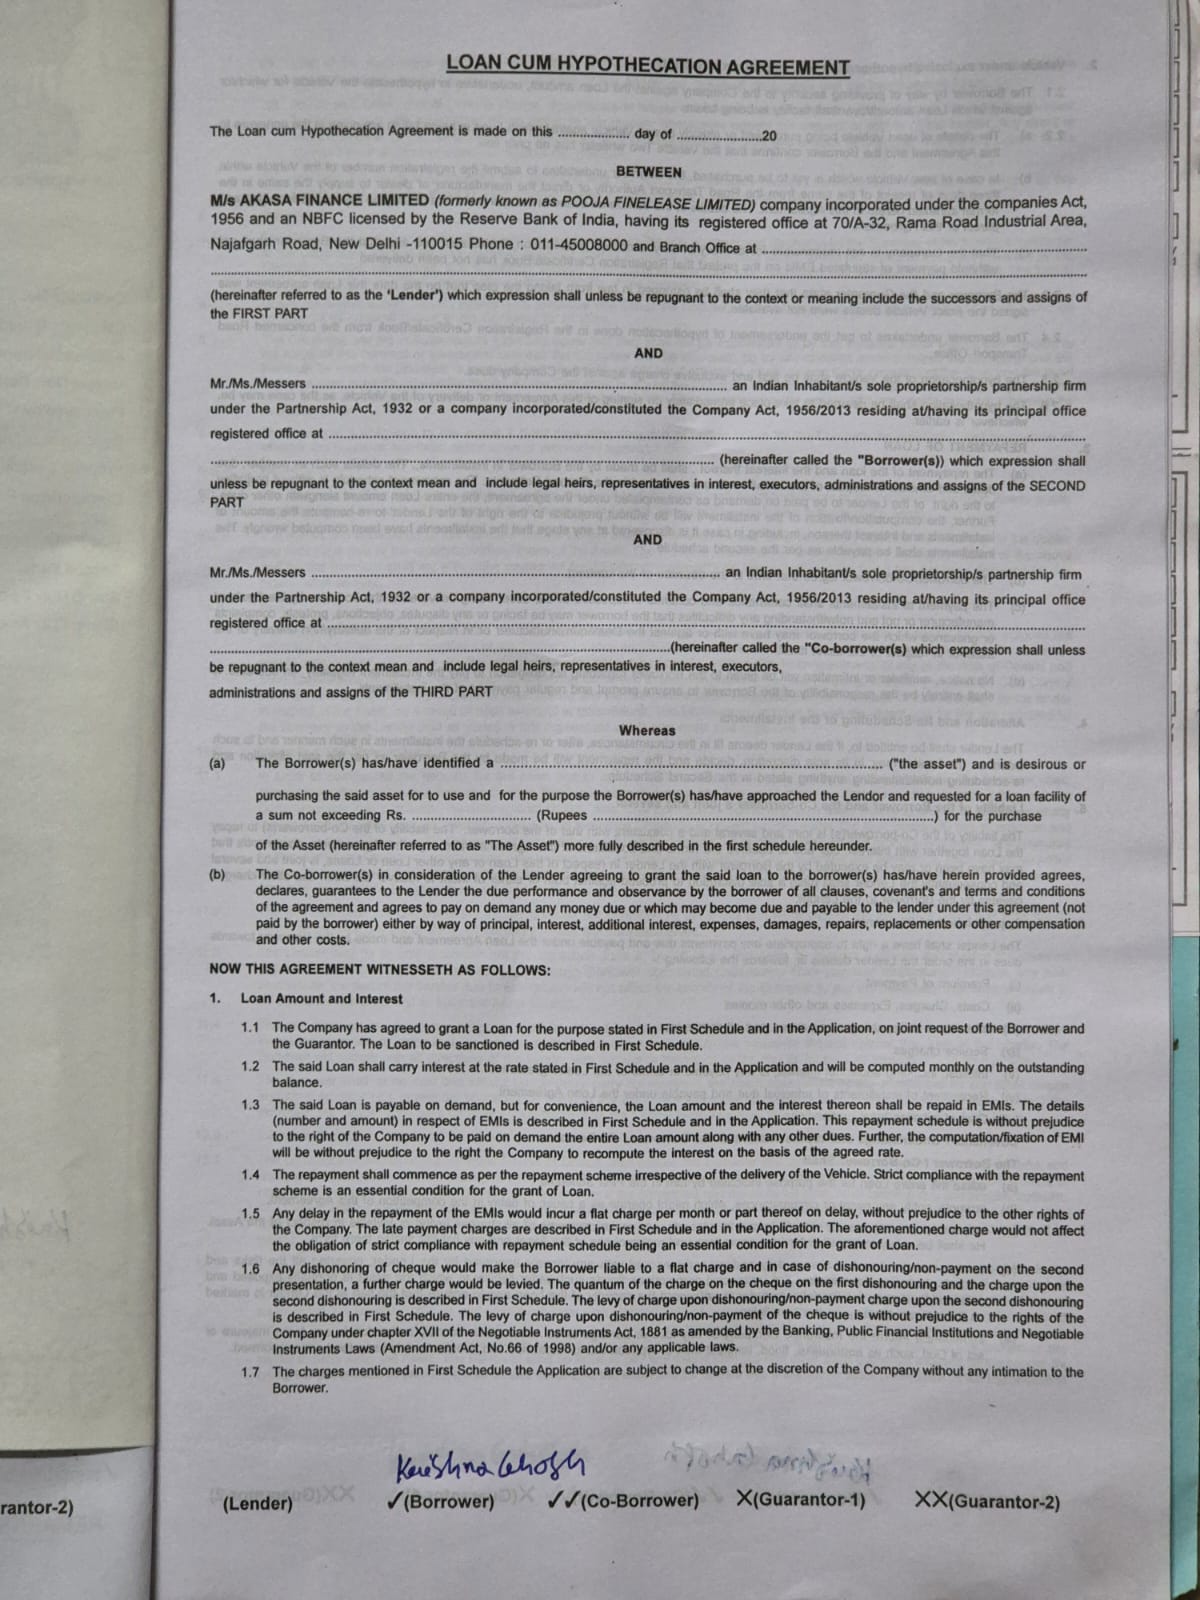 LOAN CUM HYPOTHECATION AGREEMENT
The Loan cum Hypothecation Agreement is made on this ................... day of .......................20
BETWEEN
M/s AKASA FINANCE LIMITED (formerly known as POOJA FINELEASE LIMITED) company incorporated under the companies Act,
1956 and an NBFC licensed by the Reserve Bank of India, having its registered office at 70/A-32, Rama Road Industrial Area,
Najafgarh Road, New Delhi -110015 Phone : 011-45008000 and Branch Office at ................................................
................................................
(hereinafter referred to as the 'Lender') which expression shall unless be repugnant to the context or meaning include the successors and assigns of
the FIRST PART
AND
Mr./Ms./Messers ................................................ an Indian Inhabitant/s sole proprietorship/s partnership firm
under the Partnership Act, 1932 or a company incorporated/constituted the Company Act, 1956/2013 residing at/having its principal office
registered office at ................................................
................................................ (hereinafter called the "Borrower(s)) which expression shall
unless be repugnant to the context mean and include legal heirs, representatives in interest, executors, administrations and assigns of the SECOND
PART
AND
Mr./Ms./Messers ................................................ an Indian Inhabitant/s sole proprietorship/s partnership firm
under the Partnership Act, 1932 or a company incorporated/constituted the Company Act, 1956/2013 residing at/having its principal office
registered office at ................................................
................................................(hereinafter called the "Co-borrower(s) which expression shall unless
be repugnant to the context mean and include legal heirs, representatives in interest, executors,
administrations and assigns of the THIRD PART
Whereas
(a) The Borrower(s) has/have identified a ................................................ ("the asset") and is desirous or
purchasing the said asset for to use and for the purpose the Borrower(s) has/have approached the Lendor and requested for a loan facility of
a sum not exceeding Rs. ............................... (Rupees ................................................) for the purchase
of the Asset (hereinafter referred to as "The Asset") more fully described in the first schedule hereunder.
(b) The Co-borrower(s) in consideration of the Lender agreeing to grant the said loan to the borrower(s) has/have herein provided agrees,
declares, guarantees to the Lender the due performance and observance by the borrower of all clauses, covenant's and terms and conditions
of the agreement and agrees to pay on demand any money due or which may become due and payable to the lender under this agreement (not
paid by the borrower) either by way of principal, interest, additional interest, expenses, damages, repairs, replacements or other compensation
and other costs.
NOW THIS AGREEMENT WITNESSETH AS FOLLOWS:
1. Loan Amount and Interest
1.1 The Company has agreed to grant a Loan for the purpose stated in First Schedule and in the Application, on joint request of the Borrower and
the Guarantor. The Loan to be sanctioned is described in First Schedule.
1.2 The said Loan shall carry interest at the rate stated in First Schedule and in the Application and will be computed monthly on the outstanding
balance.
1.3 The said Loan is payable on demand, but for convenience, the Loan amount and the interest thereon shall be repaid in EMIs. The details
(number and amount) in respect of EMIs is described in First Schedule and in the Application. This repayment schedule is without prejudice
to the right of the Company to be paid on demand the entire Loan amount along with any other dues. Further, the computation/fixation of EMI
will be without prejudice to the right the Company to recompute the interest on the basis of the agreed rate.
1.4 The repayment shall commence as per the repayment scheme irrespective of the delivery of the Vehicle. Strict compliance with the repayment
scheme is an essential condition for the grant of Loan.
1.5 Any delay in the repayment of the EMIs would incur a flat charge per month or part thereof on delay, without prejudice to the other rights of
the Company. The late payment charges are described in First Schedule and in the Application. The aforementioned charge would not affect
the obligation of strict compliance with repayment schedule being an essential condition for the grant of Loan.
1.6 Any dishonoring of cheque would make the Borrower liable to a flat charge and in case of dishonouring/non-payment on the second
presentation, a further charge would be levied. The quantum of the charge on the cheque on the first dishonouring and the charge upon the
second dishonouring is described in First Schedule. The levy of charge upon dishonouring/non-payment charge upon the second dishonouring
is described in First Schedule. The levy of charge upon dishonouring/non-payment of the cheque is without prejudice to the rights of the
Company under chapter XVII of the Negotiable Instruments Act, 1881 as amended by the Banking, Public Financial Institutions and Negotiable
Instruments Laws (Amendment Act, No.66 of 1998) and/or any applicable laws.
1.7 The charges mentioned in First Schedule the Application are subject to change at the discretion of the Company without any intimation to the
Borrower.
Krishna Ghosh
(Lender) ✓(Borrower) ✓✓(Co-Borrower) X(Guarantor-1) XX(Guarantor-2)
rantor-2)